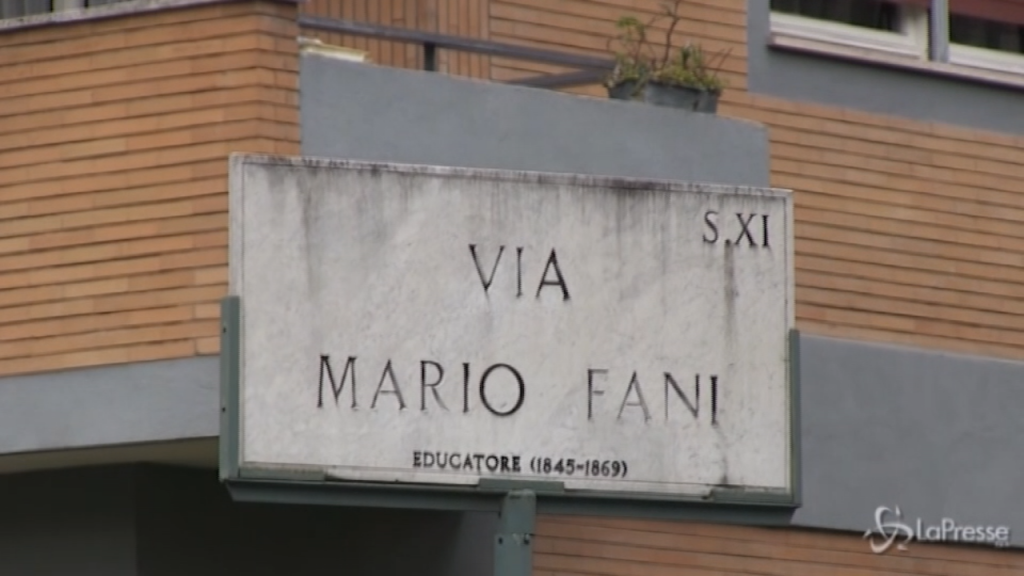 S.XI
VIA
MARIO FANI
EDUCATORE (1845-1869)
LaPresse